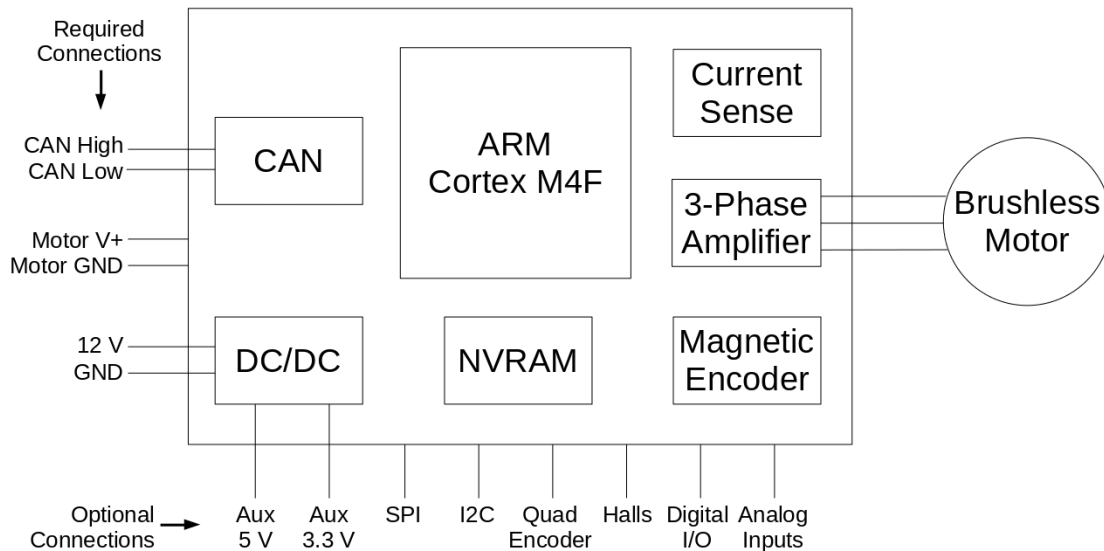 Required
Connections
CAN High
CAN Low
Motor V+
Motor GND
12 V
GND
CAN
ARM
Cortex M4F
Current
Sense
3-Phase
Amplifier
Brushless
Motor
DC/DC
NVRAM
Magnetic
Encoder
Optional
Connections
Aux
5 V
Aux
3.3 V
SPI
I2C
Quad
Encoder
Halls
Digital
I/O
Analog
Inputs